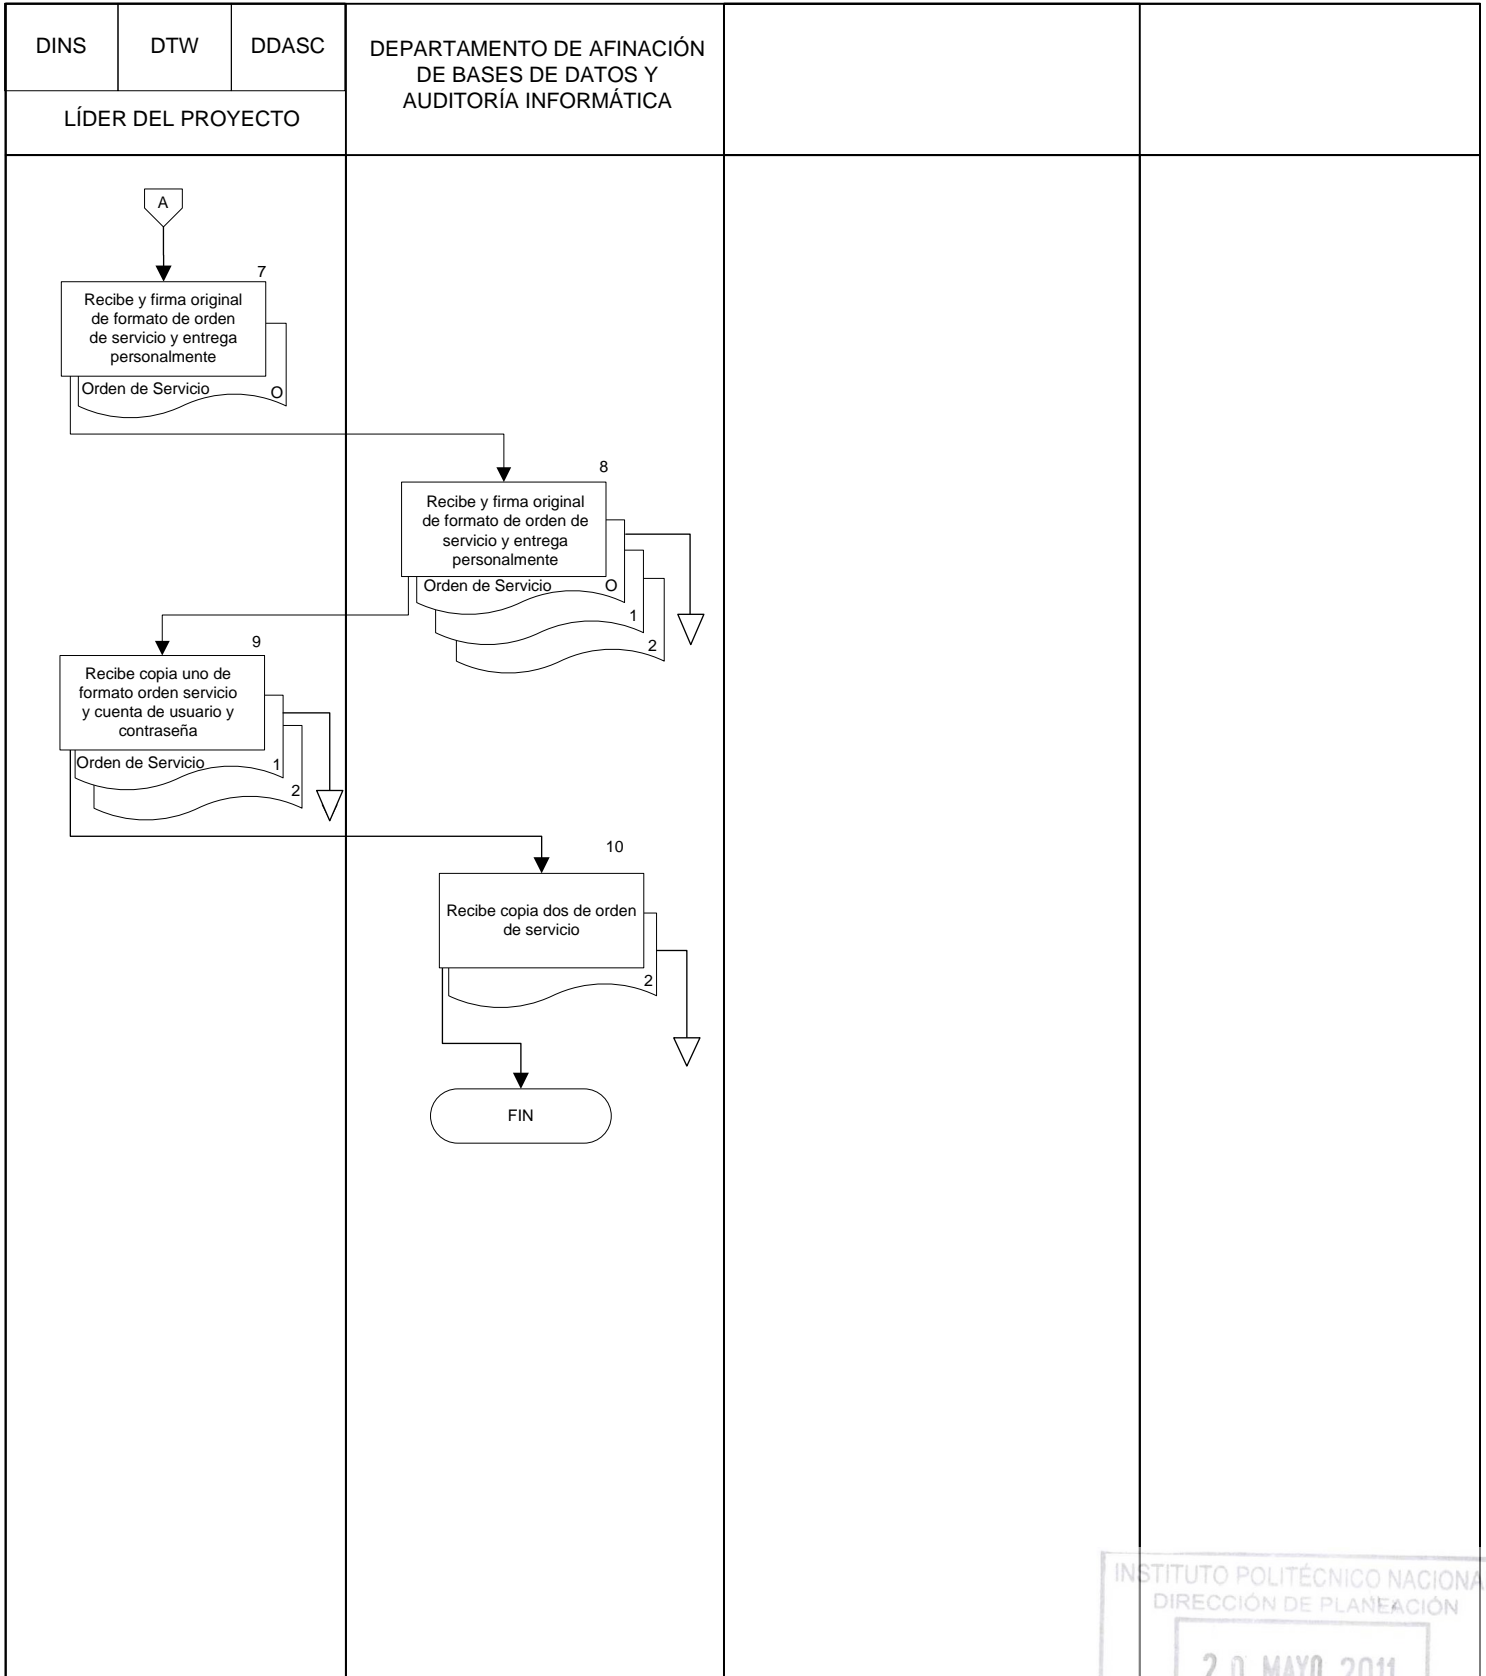 DINS
DTW
DDASC
LÍDER DEL PROYECTO
DEPARTAMENTO DE AFINACIÓN
DE BASES DE DATOS Y
AUDITORÍA INFORMÁTICA
A
7
Recibe y firma original
de formato de orden
de servicio y entrega
personalmente
Orden de Servicio
O
8
Recibe y firma original
de formato de orden de
servicio y entrega
personalmente
Orden de Servicio
O
1
2
9
Recibe copia uno de
formato orden servicio
y cuenta de usuario y
contraseña
Orden de Servicio
1
2
10
Recibe copia dos de orden
de servicio
2
FIN
INSTITUTO POLITÉCNICO NACIONA
DIRECCIÓN DE PLANEACIÓN
20 MAYO 2011